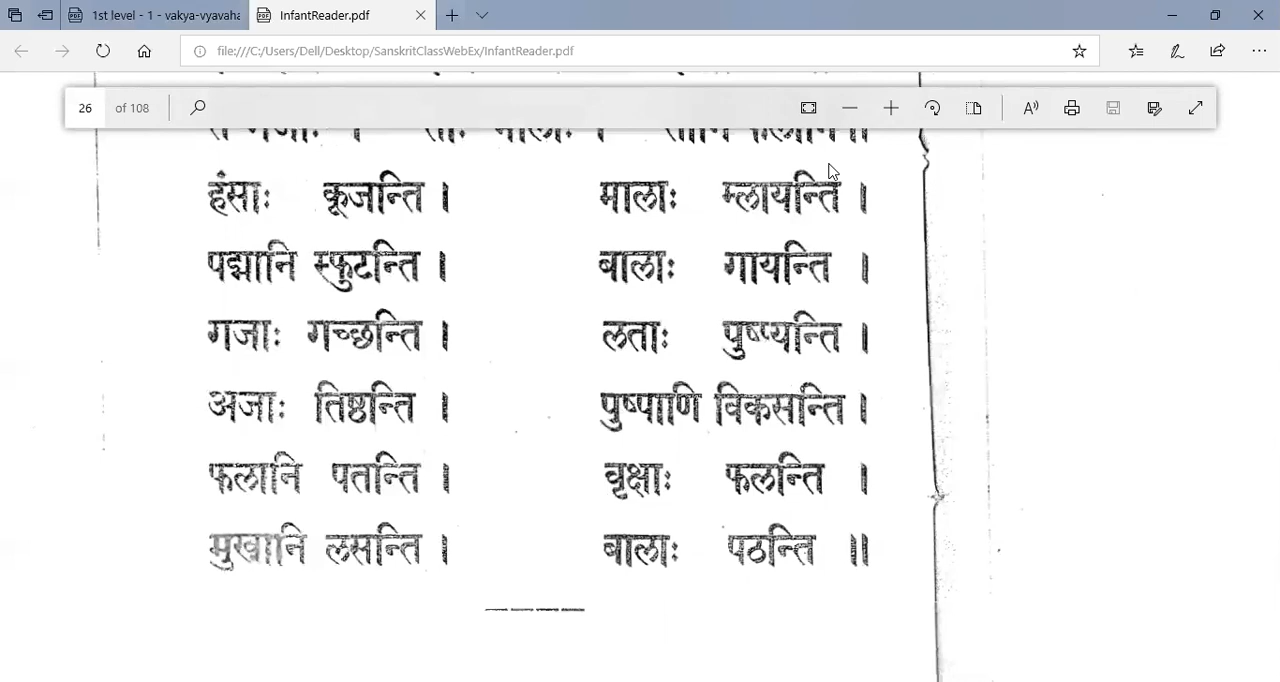 1st level - 1 - vakya-vyavaha
InfantReader.pdf
file:///C:/Users/Dell/Desktop/SanskritClassWebEx/InfantReader.pdf
26 of 108
हंसाः कूजन्ति । मालाः म्लायन्ति ।
पद्मानि स्फुटन्ति । बालाः गायन्ति ।
गजाः गच्छन्ति । लताः पुष्प्यन्ति ।
अजाः तिष्ठन्ति । पुष्पाणि विकसन्ति ।
फलानि पतन्ति । वृक्षाः फलन्ति ।
मुखानि लसन्ति । बालाः पठन्ति ॥